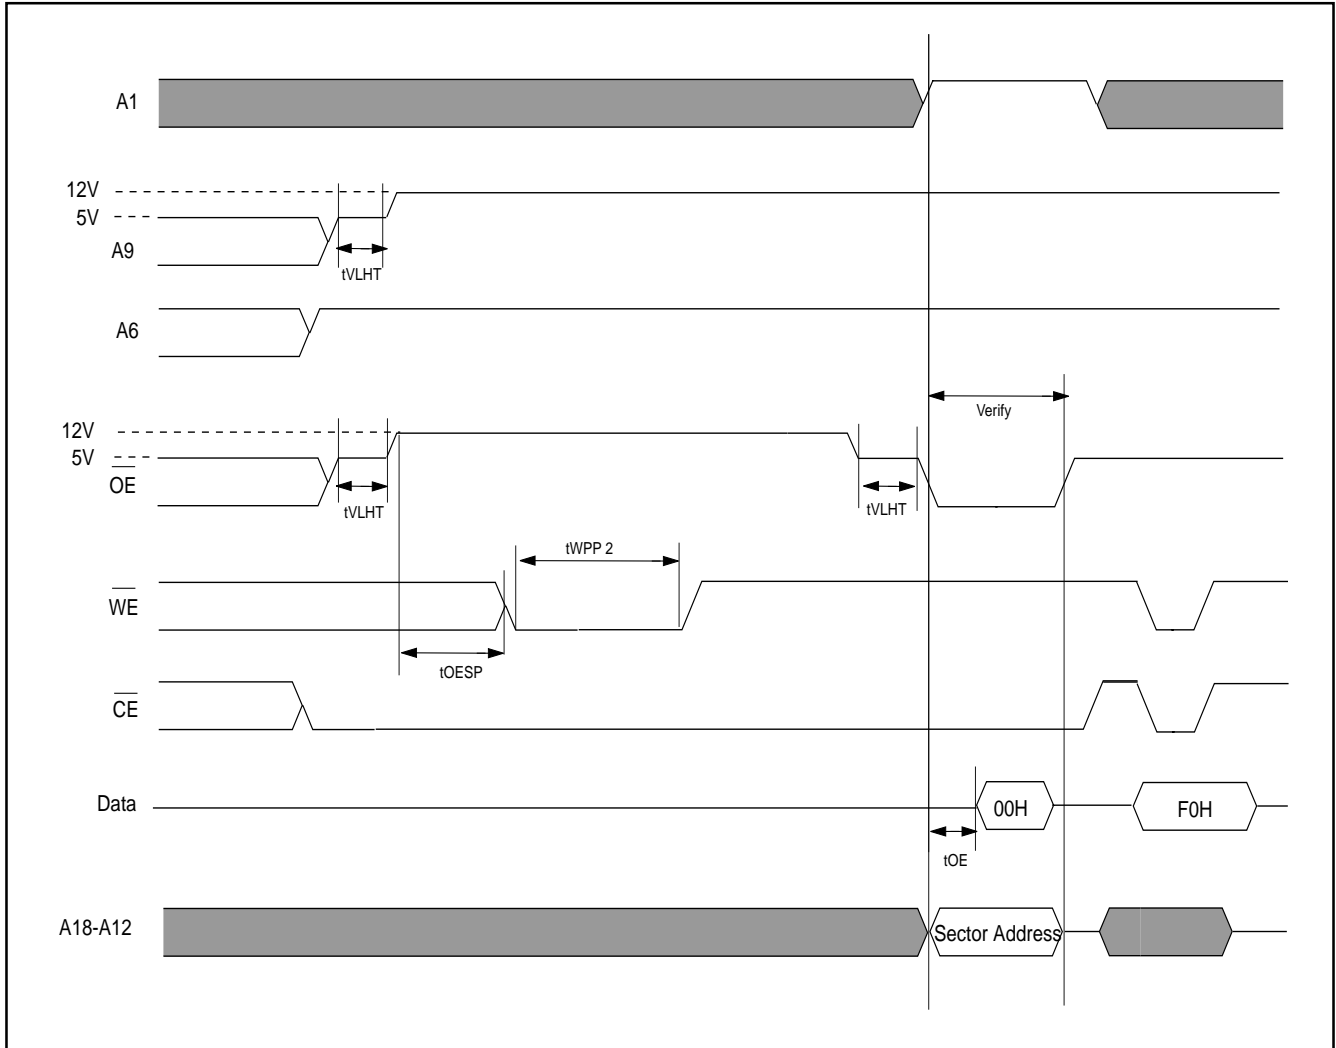 A1
12V
5V
A9
tVLHT
A6
Verify
12V
5V
OE
tVLHT
tVLHT
tWPP 2
WE
tOESP
CE
Data
00H
F0H
tOE
A18-A12
Sector Address